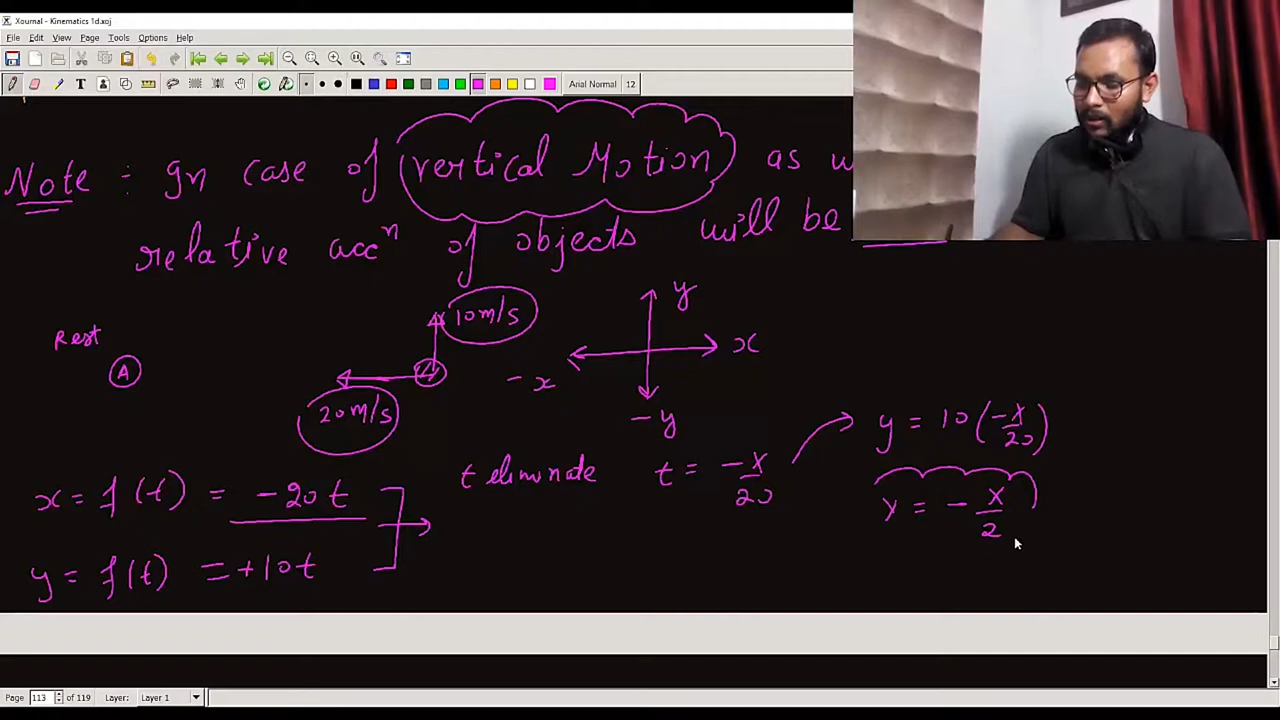 Xournal - Kinematics 1d.xoj
File Edit View Page Tools Options Help
Arial Normal 12
Note : In case of vertical Motion as w
relative accⁿ of objects will be
Rest
A
10m/s
20m/s
y
x
- x
- y
x = f(t) = -20t
y = f(t) = +10t
t eliminate t = -x/20
y = 10(-x/20)
y = - x/2
Page 113 of 119 Layer: Layer 1